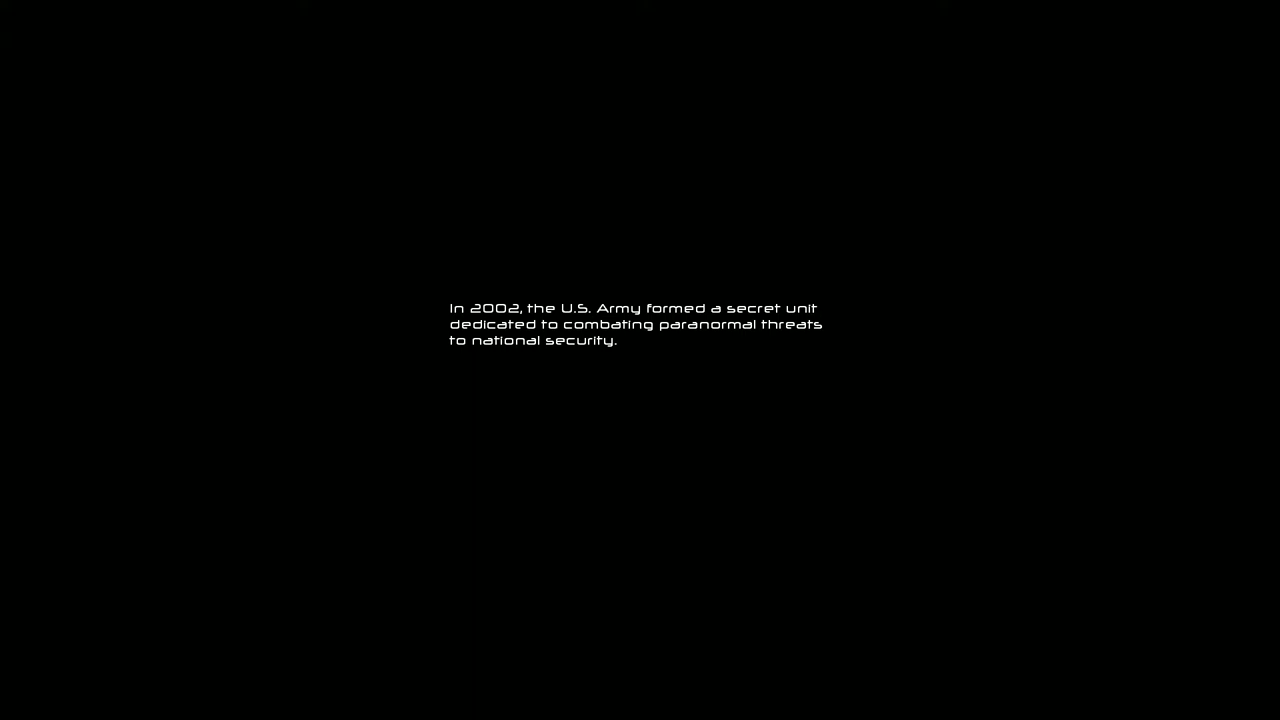 In 2002, the U.S. Army formed a secret unit
dedicated to combating paranormal threats
to national security.